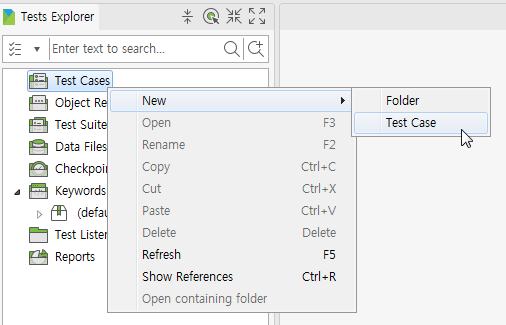 Tests Explorer
Enter text to search...
Test Cases
Object Re
Test Suite
Data Files
Checkpoin
Keywords
(defau
Test Listen
Reports
New
Open F3
Rename F2
Copy Ctrl+C
Cut Ctrl+X
Paste Ctrl+V
Delete Delete
Refresh F5
Show References Ctrl+R
Open containing folder
Folder
Test Case